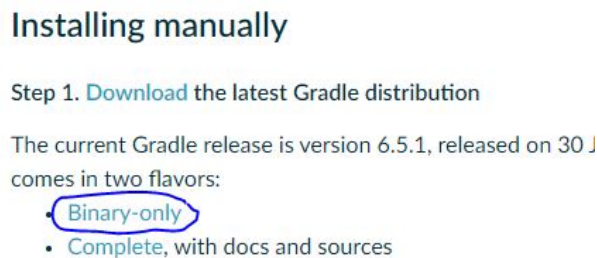 Installing manually
Step 1. Download the latest Gradle distribution
The current Gradle release is version 6.5.1, released on 30 J
comes in two flavors:
• Binary-only
• Complete, with docs and sources